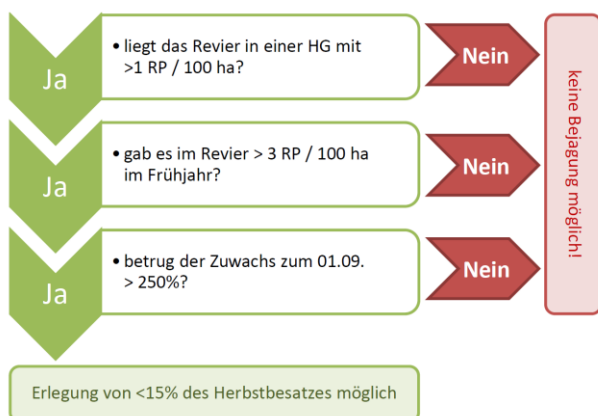 Ja
• liegt das Revier in einer HG mit
>1 RP / 100 ha?
Nein
Ja
• gab es im Revier > 3 RP / 100 ha
im Frühjahr?
Nein
Ja
• betrug der Zuwachs zum 01.09.
> 250%?
Nein
keine Bejagung möglich!
Erlegung von <15% des Herbstbesatzes möglich